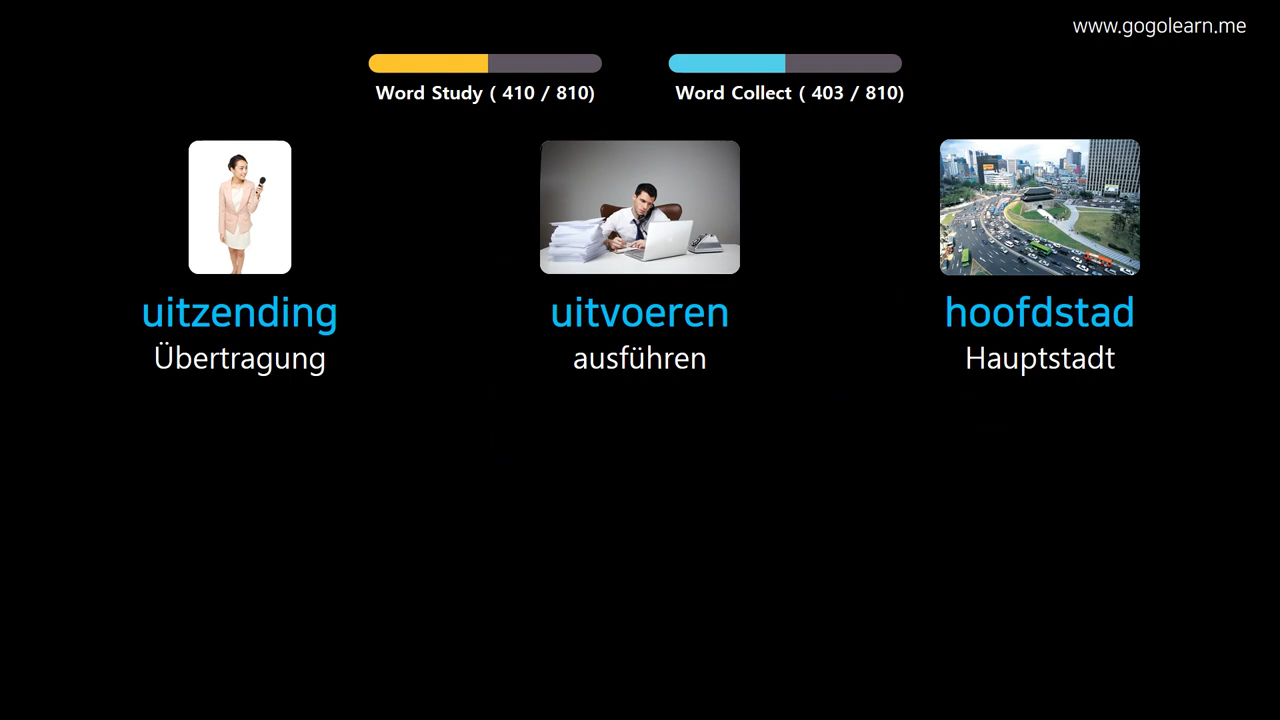 www.gogolearn.me
Word Study ( 410 / 810)
Word Collect ( 403 / 810)
uitzending
Übertragung
uitvoeren
ausführen
hoofdstad
Hauptstadt